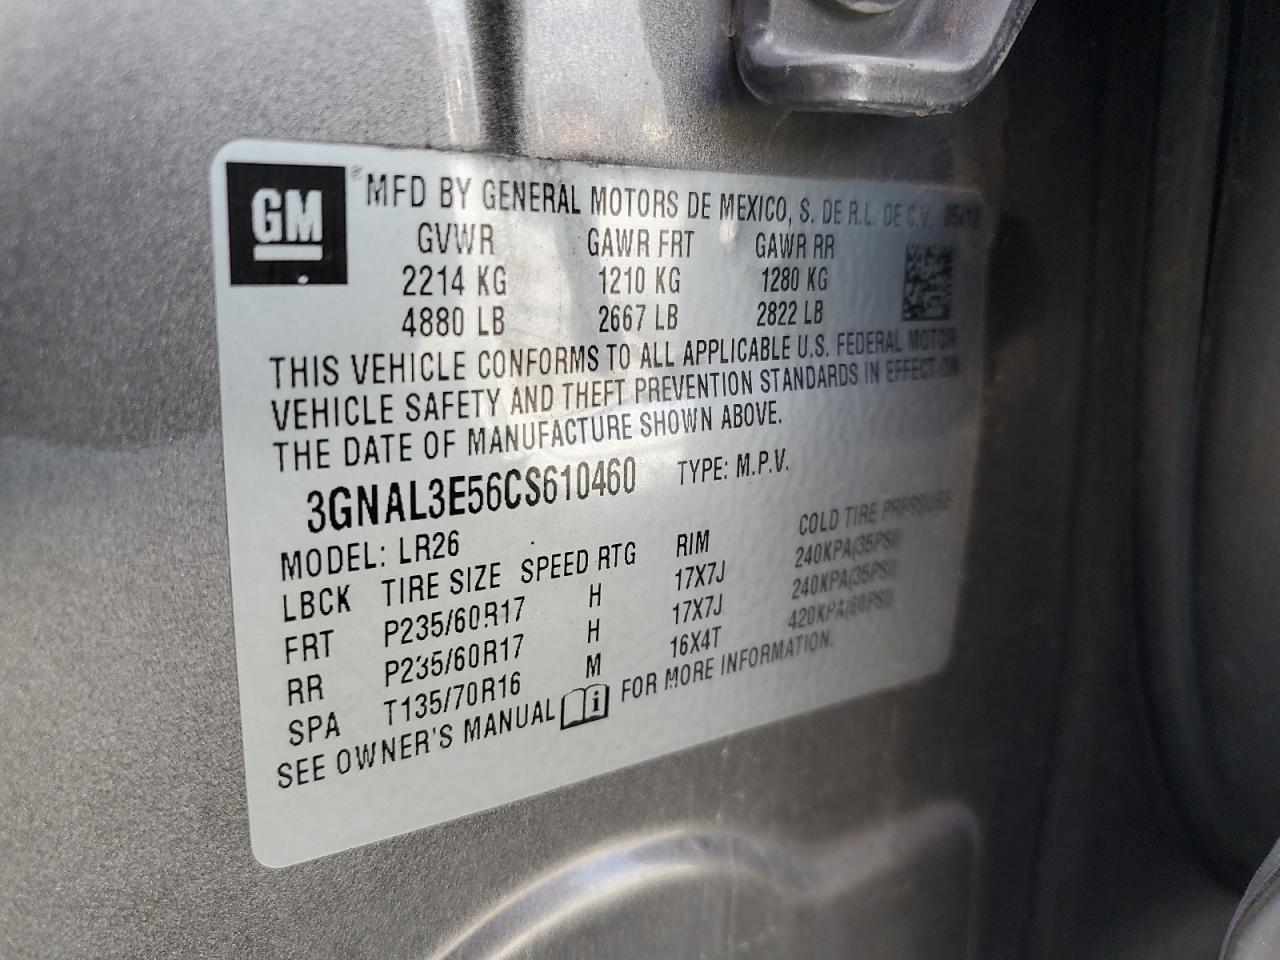 GM
® MFD BY GENERAL MOTORS DE MEXICO, S. DE R.L. DE C.V. 05/12
GVWR GAWR FRT GAWR RR
2214 KG 1210 KG 1280 KG
4880 LB 2667 LB 2822 LB
THIS VEHICLE CONFORMS TO ALL APPLICABLE U.S. FEDERAL MOTOR
VEHICLE SAFETY AND THEFT PREVENTION STANDARDS IN EFFECT ON
THE DATE OF MANUFACTURE SHOWN ABOVE.
3GNAL3E56CS610460 TYPE: M.P.V.
MODEL: LR26
LBCK TIRE SIZE SPEED RTG RIM COLD TIRE PRESSURE
FRT P235/60R17 H 17X7J 240KPA(35PSI)
RR P235/60R17 H 17X7J 240KPA(35PSI)
SPA T135/70R16 M 16X4T 420KPA(60PSI)
SEE OWNER'S MANUAL i FOR MORE INFORMATION.